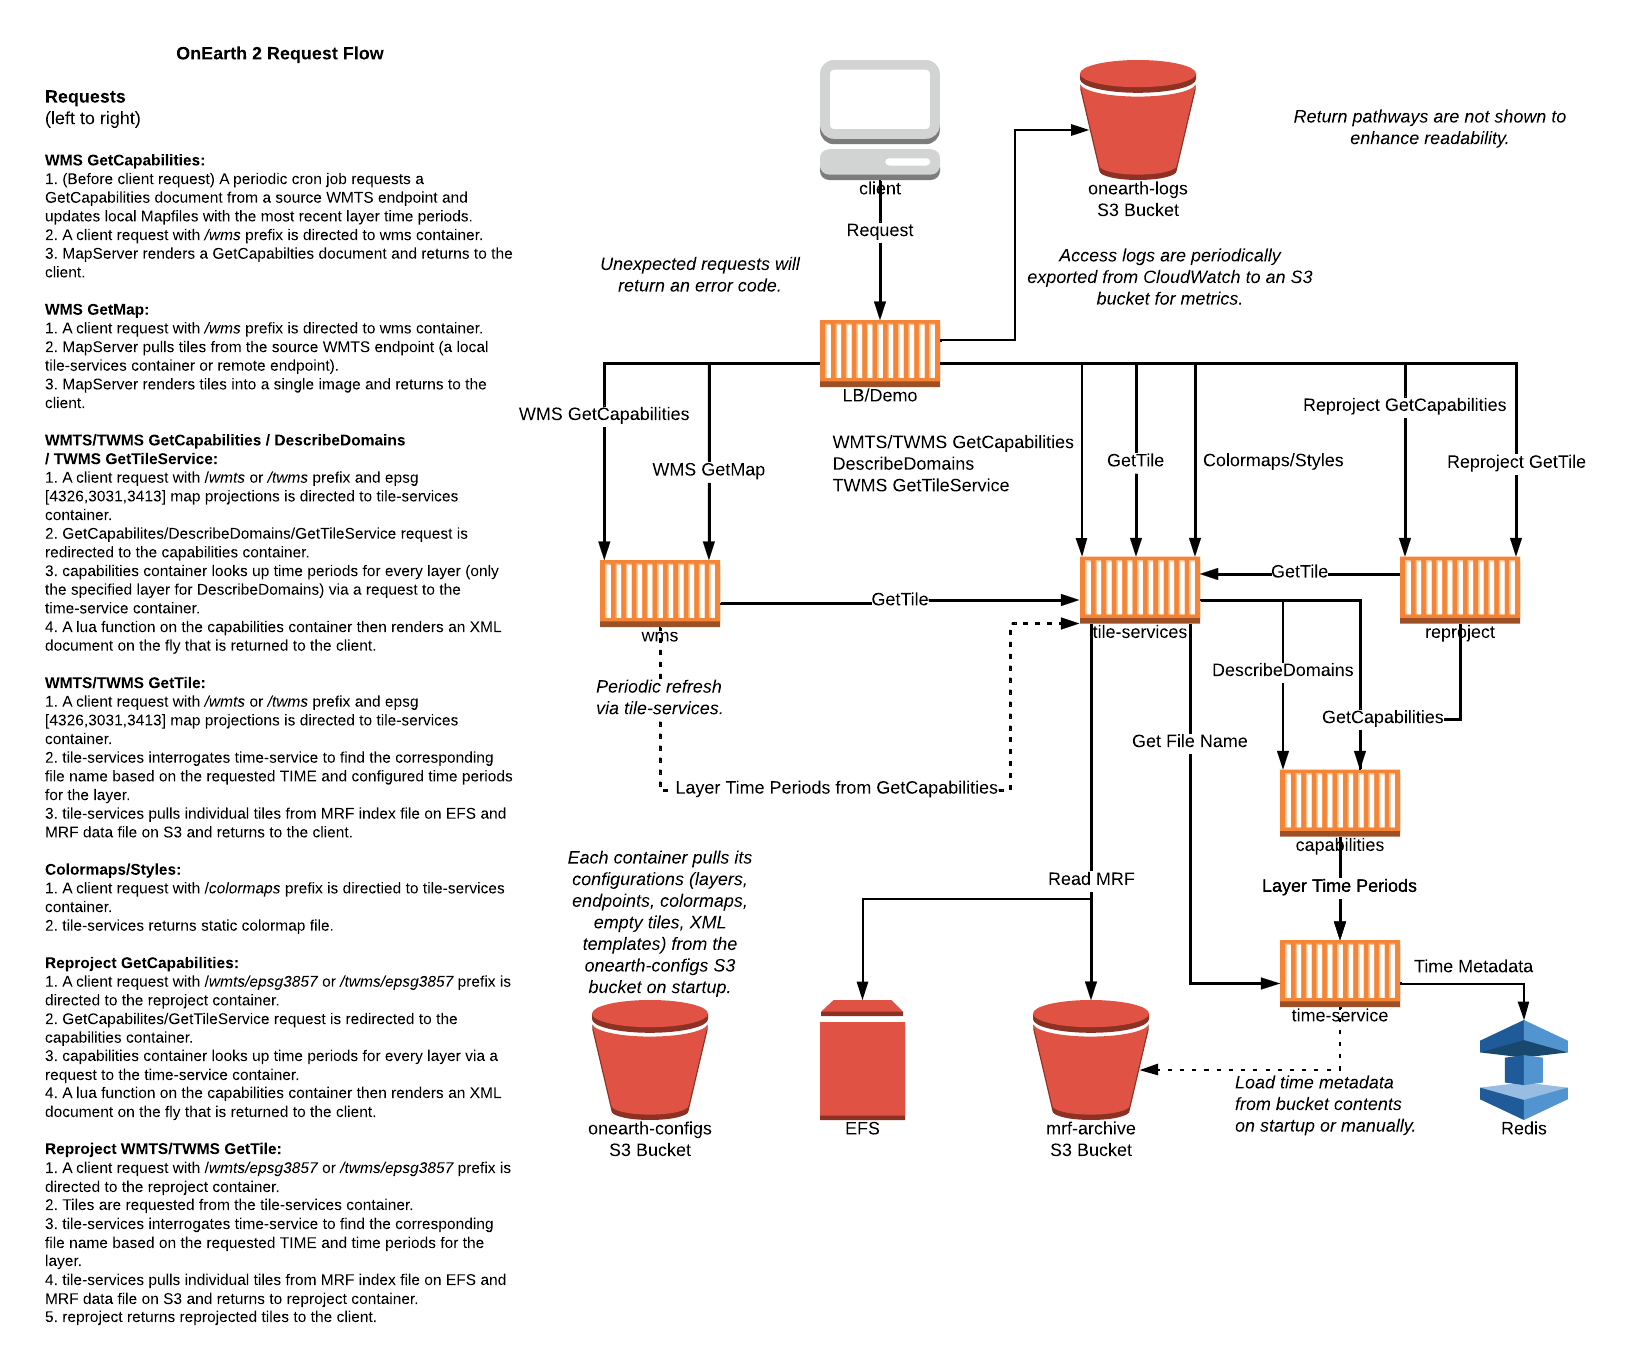 OnEarth 2 Request Flow
Requests
(left to right)
WMS GetCapabilities:
1. (Before client request) A periodic cron job requests a
GetCapabilities document from a source WMTS endpoint and
updates local Mapfiles with the most recent layer time periods.
2. A client request with /wms prefix is directed to wms container.
3. MapServer renders a GetCapabilties document and returns to the
client.
WMS GetMap:
1. A client request with /wms prefix is directed to wms container.
2. MapServer pulls tiles from the source WMTS endpoint (a local
tile-services container or remote endpoint).
3. MapServer renders tiles into a single image and returns to the
client.
WMTS/TWMS GetCapabilities / DescribeDomains
/ TWMS GetTileService:
1. A client request with /wmts or /twms prefix and epsg
[4326,3031,3413] map projections is directed to tile-services
container.
2. GetCapabilites/DescribeDomains/GetTileService request is
redirected to the capabilities container.
3. capabilities container looks up time periods for every layer (only
the specified layer for DescribeDomains) via a request to the
time-service container.
4. A lua function on the capabilities container then renders an XML
document on the fly that is returned to the client.
WMTS/TWMS GetTile:
1. A client request with /wmts or /twms prefix and epsg
[4326,3031,3413] map projections is directed to tile-services
container.
2. tile-services interrogates time-service to find the corresponding
file name based on the requested TIME and configured time periods
for the layer.
3. tile-services pulls individual tiles from MRF index file on EFS and
MRF data file on S3 and returns to the client.
Colormaps/Styles:
1. A client request with /colormaps prefix is directied to tile-services
container.
2. tile-services returns static colormap file.
Reproject GetCapabilities:
1. A client request with /wmts/epsg3857 or /twms/epsg3857 prefix is
directed to the reproject container.
2. GetCapabilites/GetTileService request is redirected to the
capabilities container.
3. capabilities container looks up time periods for every layer via a
request to the time-service container.
4. A lua function on the capabilities container then renders an XML
document on the fly that is returned to the client.
Reproject WMTS/TWMS GetTile:
1. A client request with /wmts/epsg3857 or /twms/epsg3857 prefix is
directed to the reproject container.
2. Tiles are requested from the tile-services container.
3. tile-services interrogates time-service to find the corresponding
file name based on the requested TIME and time periods for the
layer.
4. tile-services pulls individual tiles from MRF index file on EFS and
MRF data file on S3 and returns to reproject container.
5. reproject returns reprojected tiles to the client.
client
Request
onearth-logs
S3 Bucket
Return pathways are not shown to
enhance readability.
Unexpected requests will
return an error code.
Access logs are periodically
exported from CloudWatch to an S3
bucket for metrics.
LB/Demo
WMS GetCapabilities
WMS GetMap
WMTS/TWMS GetCapabilities
DescribeDomains
TWMS GetTileService
GetTile
Colormaps/Styles
Reproject GetCapabilities
Reproject GetTile
wms
GetTile
tile-services
GetTile
reproject
Periodic refresh
via tile-services.
DescribeDomains
GetCapabilities
Get File Name
Layer Time Periods from GetCapabilities
capabilities
Each container pulls its
configurations (layers,
endpoints, colormaps,
empty tiles, XML
templates) from the
onearth-configs S3
bucket on startup.
Read MRF
Layer Time Periods
Time Metadata
time-service
Load time metadata
from bucket contents
on startup or manually.
onearth-configs
S3 Bucket
EFS
mrf-archive
S3 Bucket
Redis